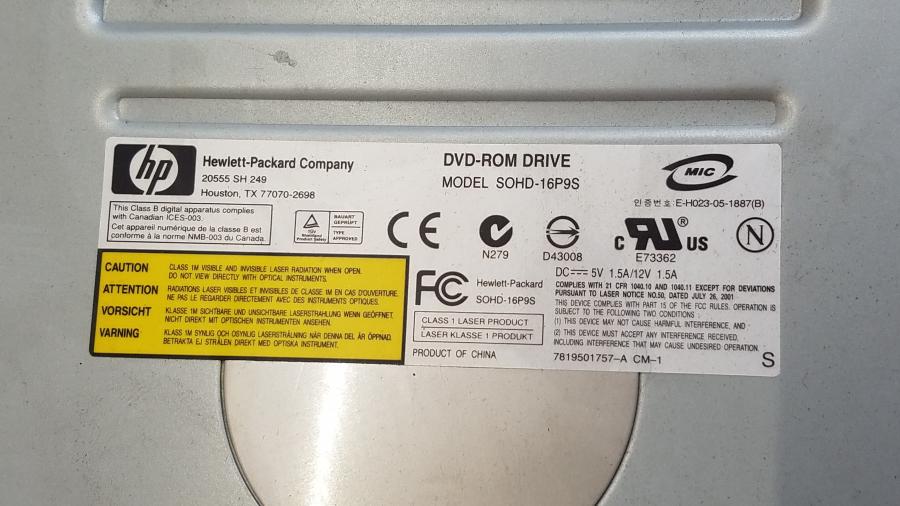 hp
Hewlett-Packard Company
20555 SH 249
Houston, TX 77070-2698
DVD-ROM DRIVE
MODEL SOHD-16P9S
MIC
인증번호: E-H023-05-1887(B)
This Class B digital apparatus complies
with Canadian ICES-003.
Cet appareil numérique de la classe B est
conforme à la norme NMB-003 du Canada.
TÜV
Rheinland
Product Safety
BAUART
GEPRÜFT
TYPE
APPROVED
CE
N279
S
D43008
c RU ® US
E73362
N
CAUTION
CLASS 1M VISIBLE AND INVISIBLE LASER RADIATION WHEN OPEN.
DO NOT VIEW DIRECTLY WITH OPTICAL INSTRUMENTS.
ATTENTION
RADIATIONS LASER VISIBLES ET INVISIBLES DE CLASSE 1M EN CAS D'OUVERTURE.
NE PAS LE REGARDER DIRECTEMENT AVEC DES INSTRUMENTS OPTIQUES.
VORSICHT
KLASSE 1M SICHTBARE UND UNSICHTBARE LASERSTRAHLUNG WENN GEÖFFNET.
NICHT DIREKT MIT OPTISCHEN INSTRUMENTEN ANSEHEN.
VARNING
KLASS 1M SYNLIG OCH OSYNLIG LASERSTRÅLNING NÄR DENNA DEL ÄR ÖPPNAD.
BETRAKTA EJ STRÅLEN DIREKT MED OPTISKA INSTRUMENT.
FC
Hewlett-Packard
SOHD-16P9S
CLASS 1 LASER PRODUCT
LASER KLASSE 1 PRODUKT
PRODUCT OF CHINA
DC 5V 1.5A/12V 1.5A
COMPLIES WITH 21 CFR 1040.10 AND 1040.11 EXCEPT FOR DEVIATIONS
PURSUANT TO LASER NOTICE NO.50, DATED JULY 26, 2001
THIS DEVICE COMPLIES WITH PART 15 OF THE FCC RULES. OPERATION IS
SUBJECT TO THE FOLLOWING TWO CONDITIONS :
(1) THIS DEVICE MAY NOT CAUSE HARMFUL INTERFERENCE, AND
(2) THIS DEVICE MUST ACCEPT ANY INTERFERENCE RECEIVED,
INCLUDING INTERFERENCE THAT MAY CAUSE UNDESIRED OPERATION.
7819501757-A CM-1
S